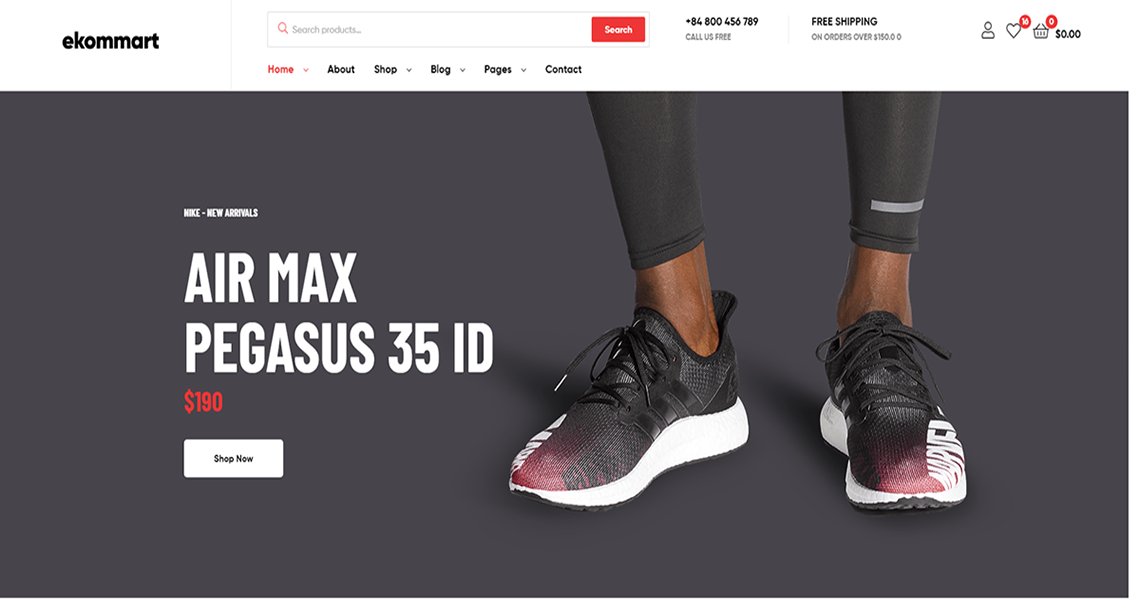 ekommart
Search products...
Search
+84 800 456 789
CALL US FREE
FREE SHIPPING
ON ORDERS OVER $150.0 0
16
0
$0.00
Home
About
Shop
Blog
Pages
Contact
NIKE - NEW ARRIVALS
AIR MAX
PEGASUS 35 ID
$190
Shop Now
MARVEL